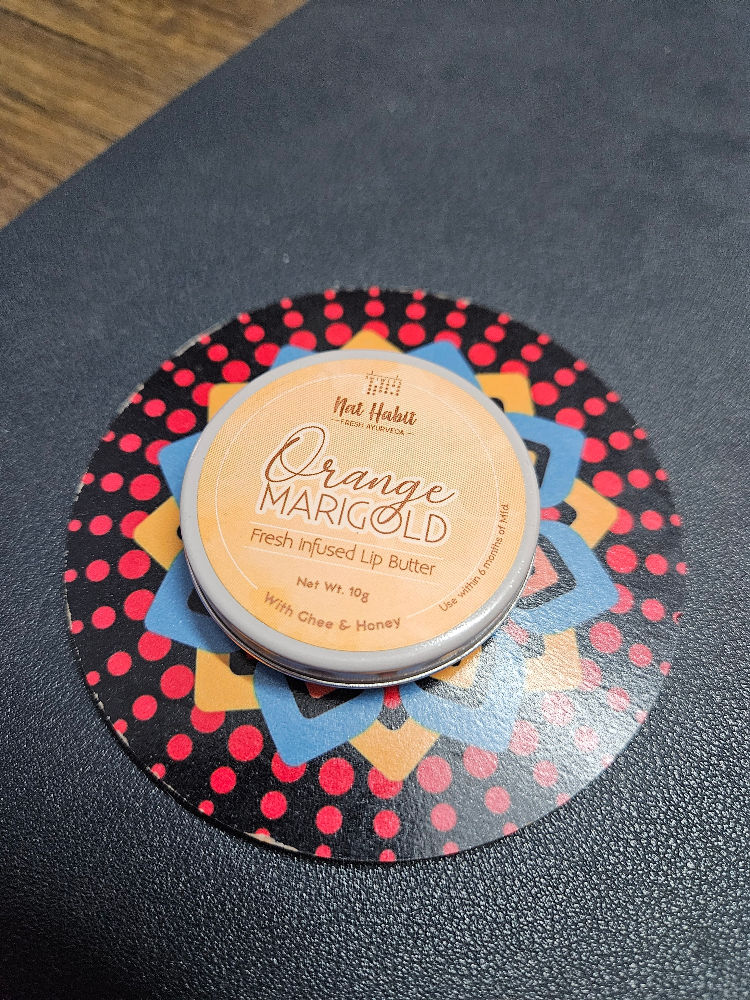 Nat Habit
FRESH AYURVEDA
Orange
MARIGOLD
Fresh Infused Lip Butter
Net Wt. 10g
With Ghee & Honey
Use within 6 months of Mfd.